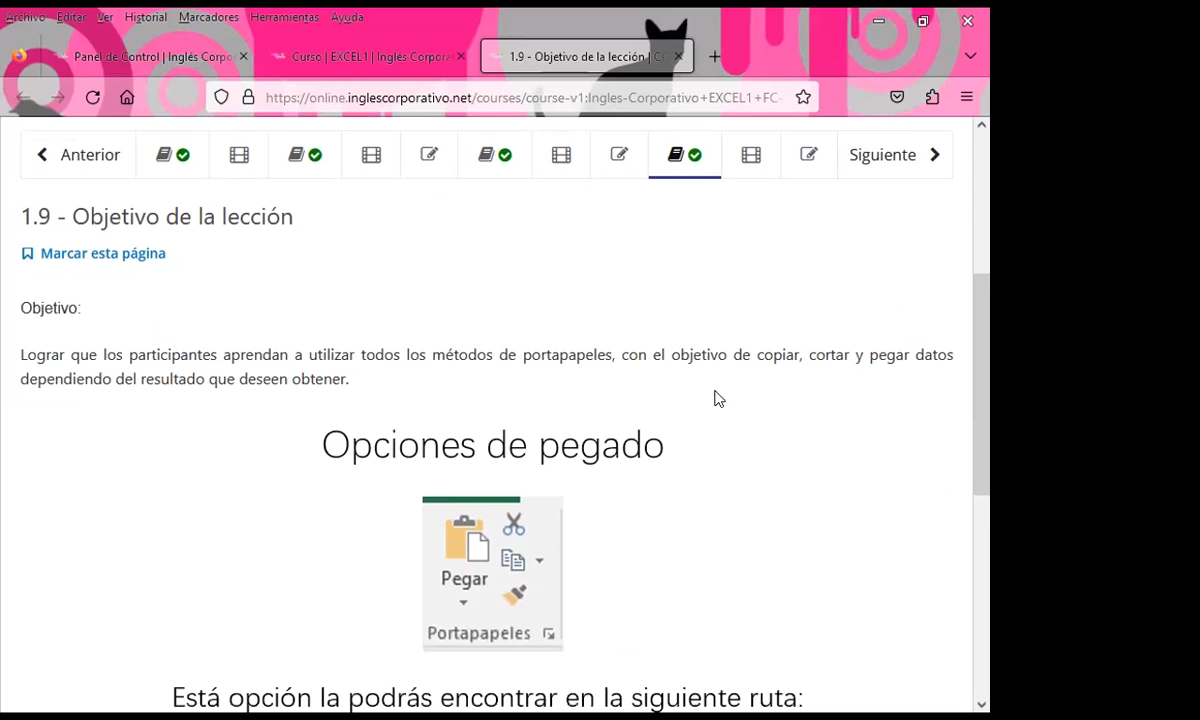 Archivo Editar Ver Historial Marcadores Herramientas Ayuda
Panel de Control | Inglés Corpor Curso | EXCEL1 | Inglés Corpora 1.9 - Objetivo de la lección | CO
https://online.inglescorporativo.net/courses/course-v1:Ingles-Corporativo+EXCEL1+FC-
Anterior Siguiente
1.9 - Objetivo de la lección
Marcar esta página
Objetivo:
Lograr que los participantes aprendan a utilizar todos los métodos de portapapeles, con el objetivo de copiar, cortar y pegar datos
dependiendo del resultado que deseen obtener.
Opciones de pegado
Pegar
Portapapeles
Está opción la podrás encontrar en la siguiente ruta: